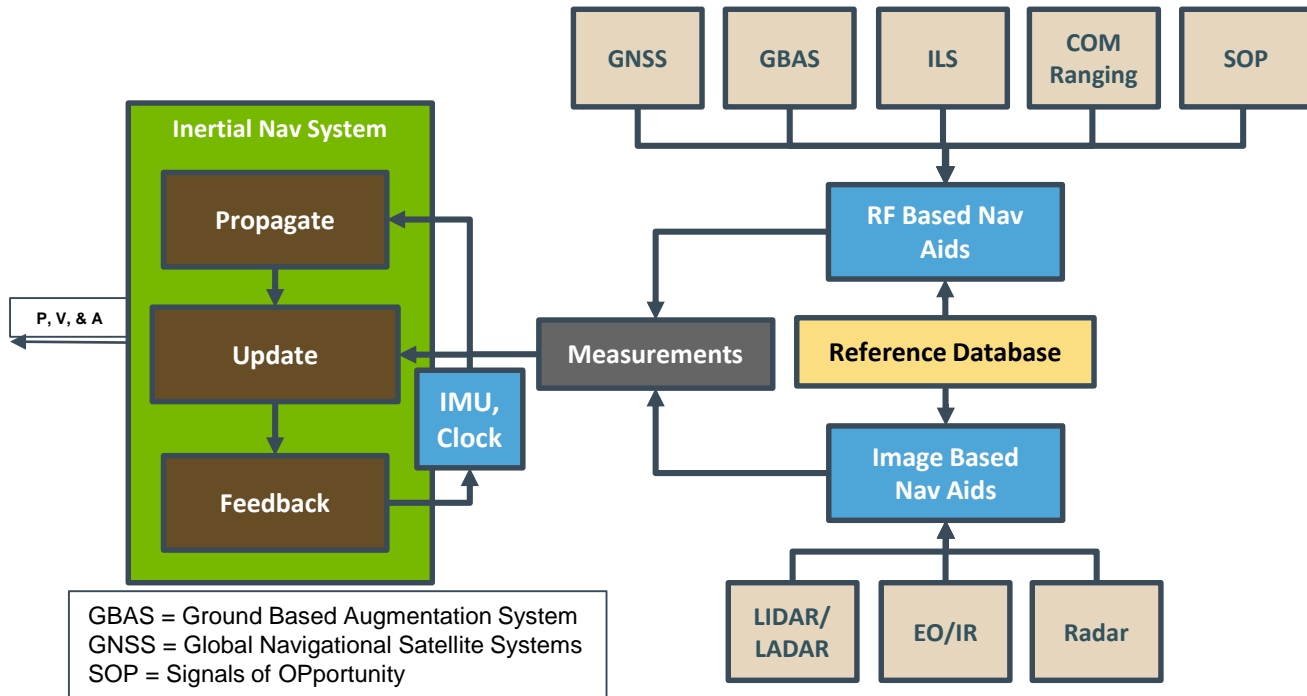 GNSS
GBAS
ILS
COM
Ranging
SOP
Inertial Nav System
Propagate
RF Based Nav
Aids
P, V, & A
Update
Measurements
Reference Database
IMU,
Clock
Feedback
Image Based
Nav Aids
GBAS = Ground Based Augmentation System
GNSS = Global Navigational Satellite Systems
SOP = Signals of OPportunity
LIDAR/
LADAR
EO/IR
Radar